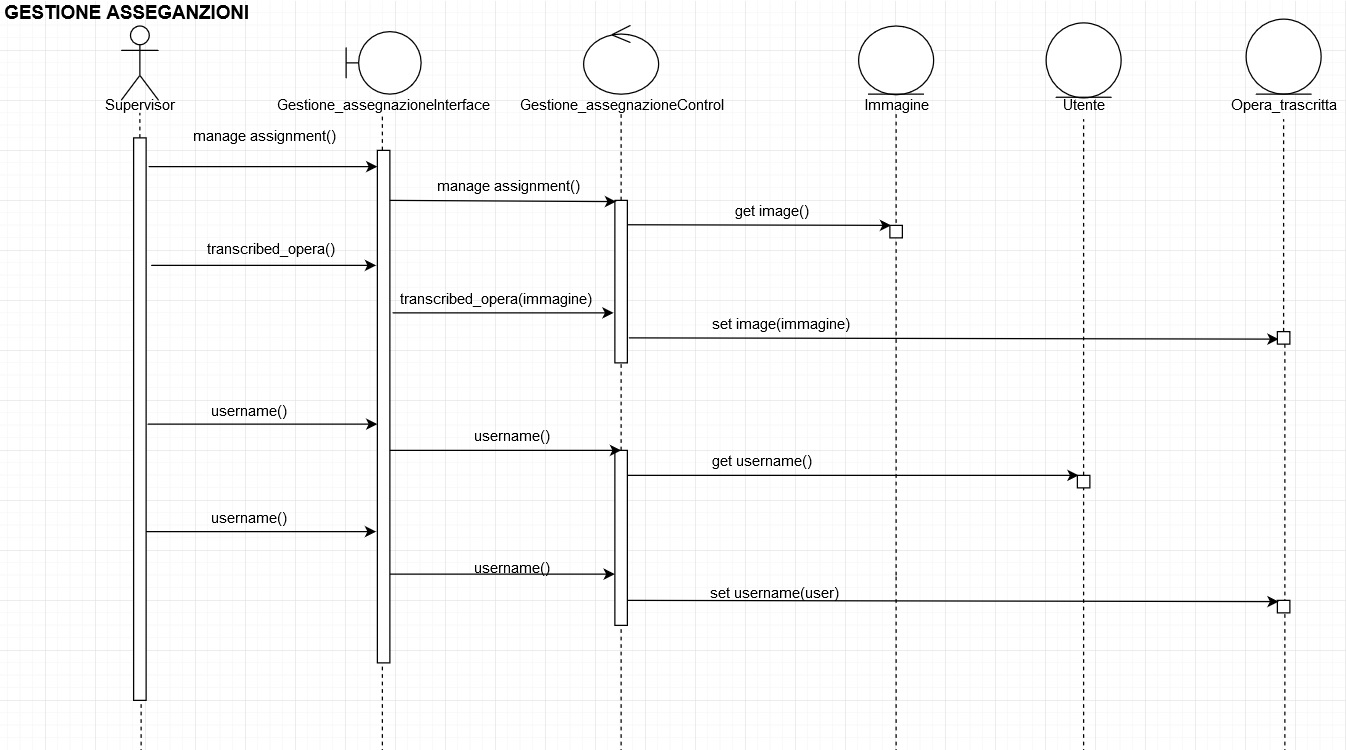 GESTIONE ASSEGANZIONI
Supervisor
Gestione_assegnazioneInterface
Gestione_assegnazioneControl
Immagine
Utente
Opera_trascritta
manage assignment()
manage assignment()
get image()
transcribed_opera()
transcribed_opera(immagine)
set image(immagine)
username()
username()
get username()
username()
username()
set username(user)